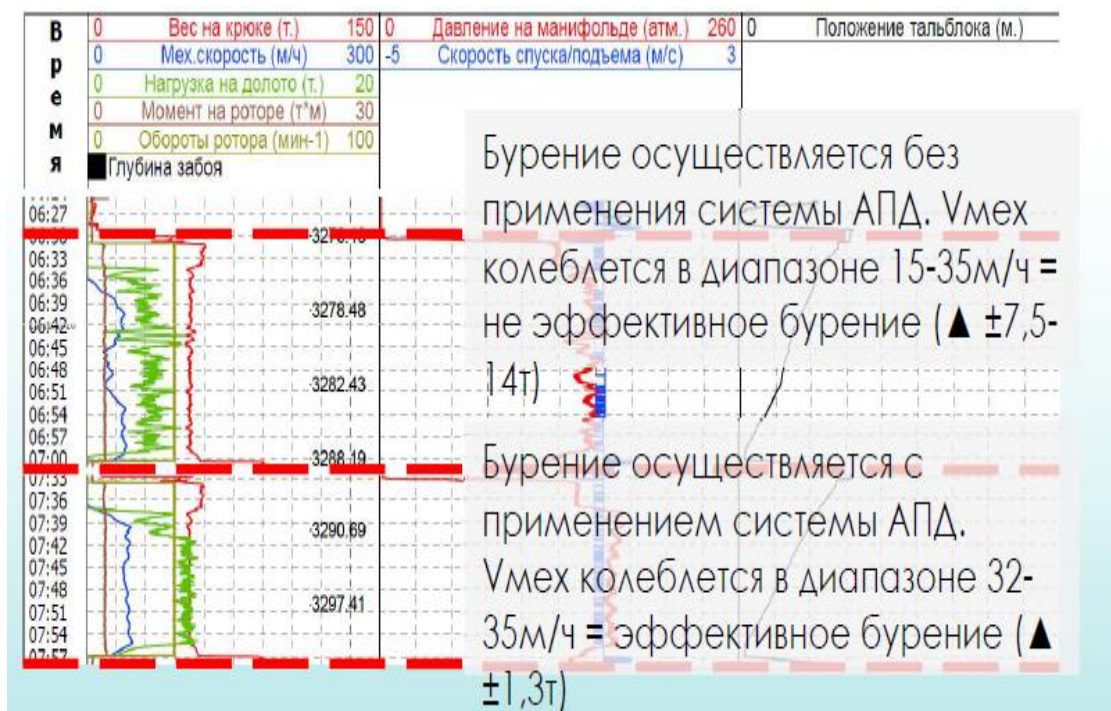 Время
0 Вес на крюке (т.) 150 0 Давление на манифольде (атм.) 260 0 Положение тальблока (м.)
0 Мех.скорость (м/ч) 300 -5 Скорость спуска/подъема (м/с) 3
0 Нагрузка на долото (т.) 20
0 Момент на роторе (т*м) 30
0 Обороты ротора (мин-1) 100
Глубина забоя
Бурение осуществляется без
применения системы АПД. Vмех
колеблется в диапазоне 15-35м/ч =
не эффективное бурение (▲ ±7,5-
14т)
06:27
06:33
06:36
06:39
3278.48
06:42
06:45
06:48
3282.43
06:51
06:54
06:57
07:00
3288.19
Бурение осуществляется с
применением системы АПД.
Vмех колеблется в диапазоне 32-
35м/ч = эффективное бурение (▲
±1,3т)
07:33
07:36
07:39
3290.69
07:42
07:45
07:48
07:51
3297.41
07:54
07:57